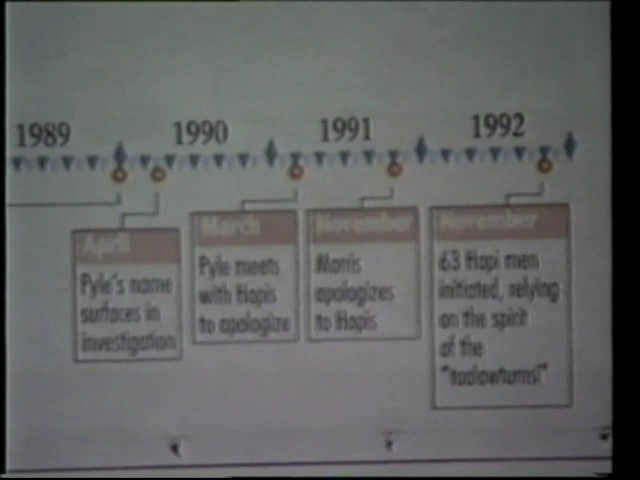 1989
1990
1991
1992
April
Pyle's name
surfaces in
investigation
March
Pyle meets
with Hopis
to apologize
November
Morris
apologizes
to Hopis
November
63 Hopi men
initiated, relying
on the spirit
of the
"taalawtumsi"